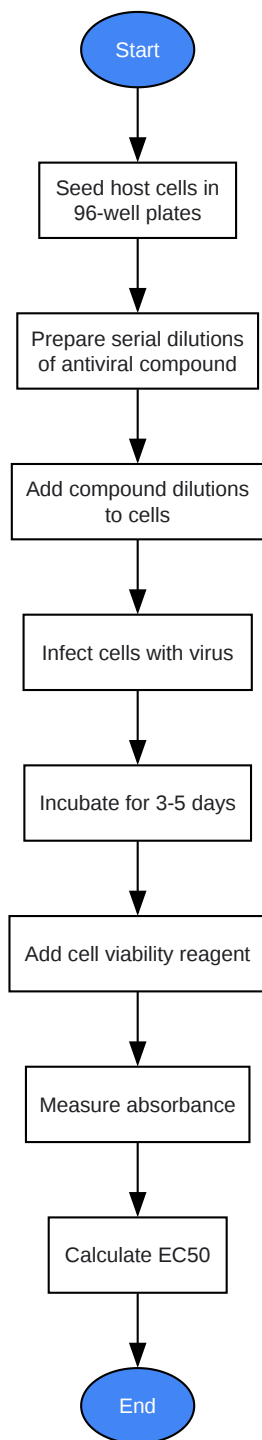 Start
Seed host cells in
96-well plates
Prepare serial dilutions
of antiviral compound
Add compound dilutions
to cells
Infect cells with virus
Incubate for 3-5 days
Add cell viability reagent
Measure absorbance
Calculate EC50
End